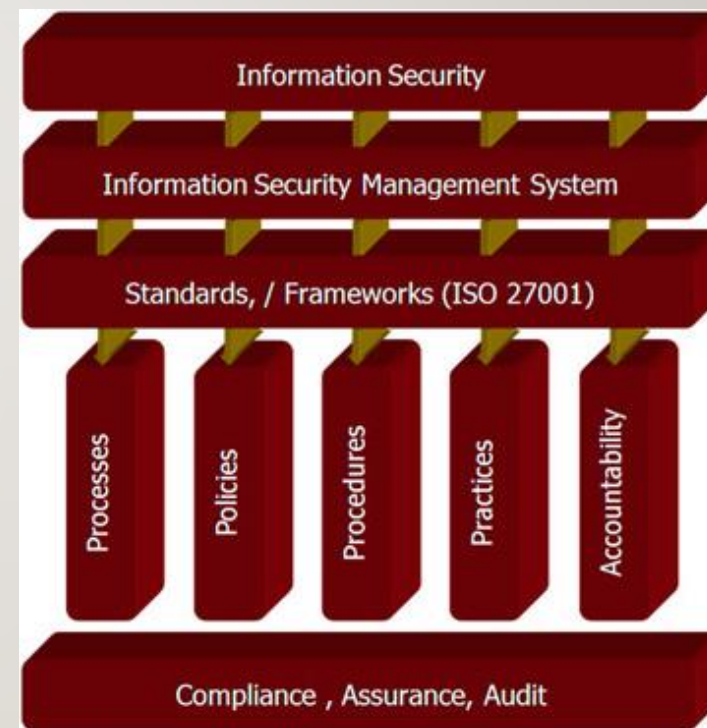 Information Security
Information Security Management System
Standards, / Frameworks (ISO 27001)
Processes
Policies
Procedures
Practices
Accountability
Compliance , Assurance, Audit